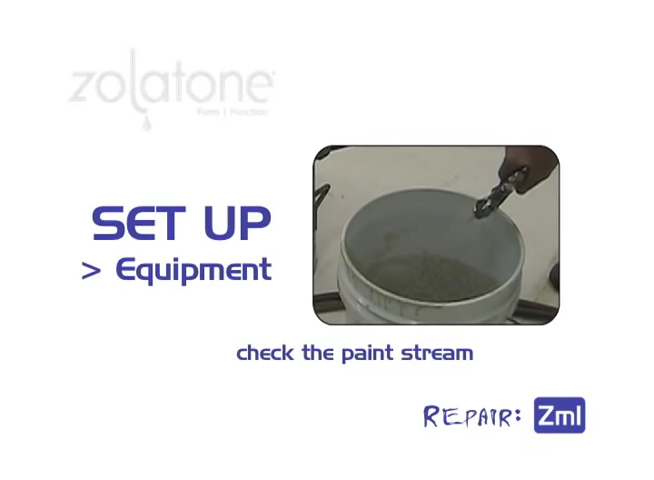 zolatone
Form | Function
SET UP
> Equipment
check the paint stream
REPAIR: Zml